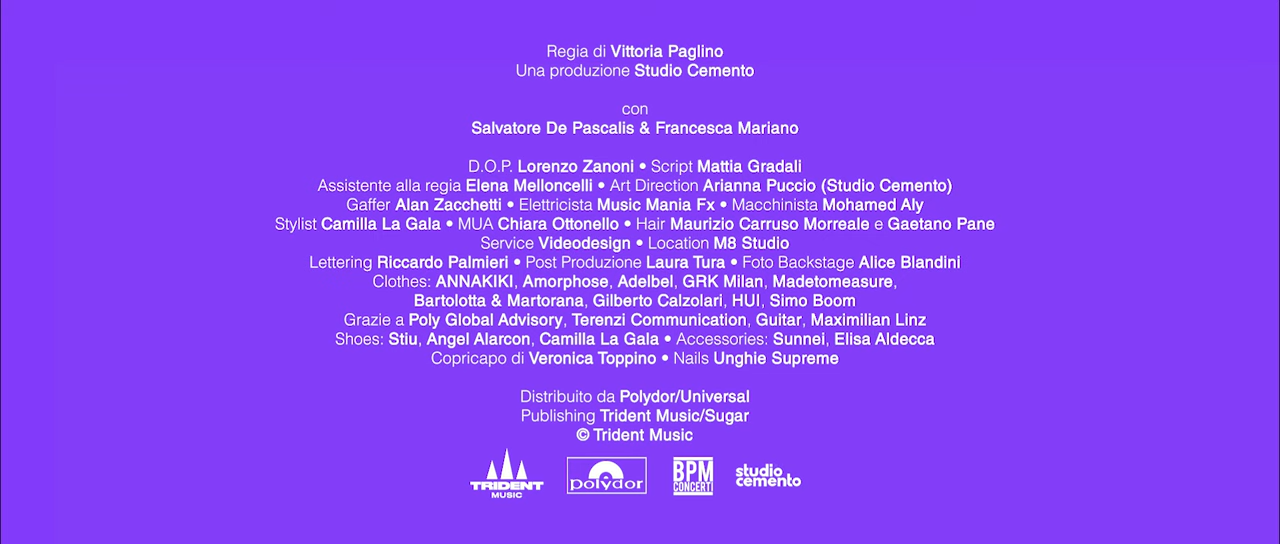 Regia di Vittoria Paglino
Una produzione Studio Cemento
con
Salvatore De Pascalis & Francesca Mariano
D.O.P. Lorenzo Zanoni • Script Mattia Gradali
Assistente alla regia Elena Melloncelli • Art Direction Arianna Puccio (Studio Cemento)
Gaffer Alan Zacchetti • Elettricista Music Mania Fx • Macchinista Mohamed Aly
Stylist Camilla La Gala • MUA Chiara Ottonello • Hair Maurizio Carruso Morreale e Gaetano Pane
Service Videodesign • Location M8 Studio
Lettering Riccardo Palmieri • Post Produzione Laura Tura • Foto Backstage Alice Blandini
Clothes: ANNAKIKI, Amorphose, Adelbel, GRK Milan, Madetomeasure,
Bartolotta & Martorana, Gilberto Calzolari, HUI, Simo Boom
Grazie a Poly Global Advisory, Terenzi Communication, Guitar, Maximilian Linz
Shoes: Stiu, Angel Alarcon, Camilla La Gala • Accessories: Sunnei, Elisa Aldecca
Copricapo di Veronica Toppino • Nails Unghie Supreme
Distribuito da Polydor/Universal
Publishing Trident Music/Sugar
© Trident Music
TRIDENT
MUSIC
polydor
BPM
CONCERTI
studio
cemento